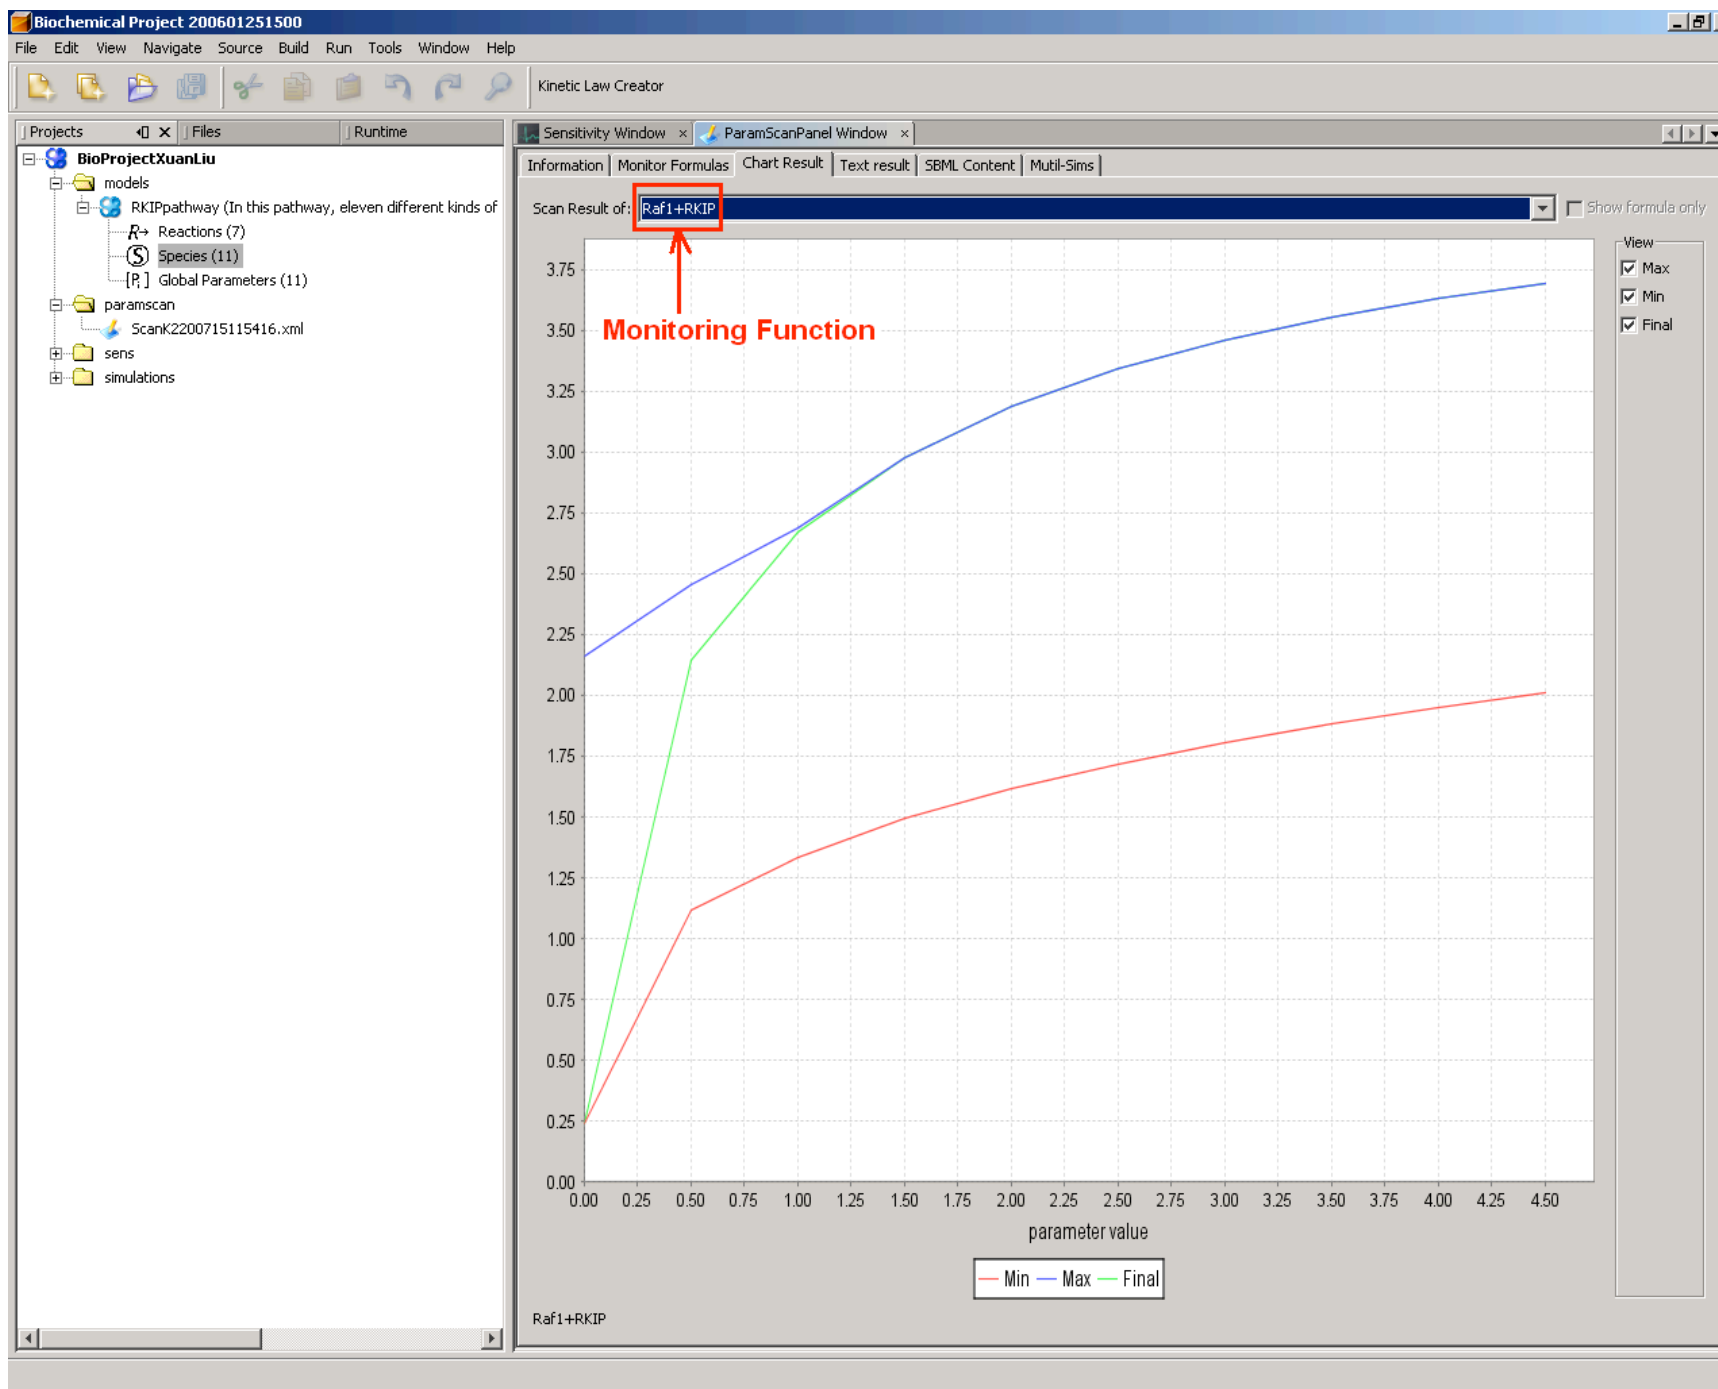 Biochemical Project 200601251500
File Edit View Navigate Source Build Run Tools Window Help
Kinetic Law Creator
Projects Files Runtime
BioProjectXuanLiu
models
RKIPpathway (In this pathway, eleven different kinds of
R→ Reactions (7)
S Species (11)
[P,] Global Parameters (11)
paramscan
ScanK2200715115416.xml
sens
simulations
Sensitivity Window × ParamScanPanel Window ×
Information Monitor Formulas Chart Result Text result SBML Content Mutil-Sims
Scan Result of: Raf1+RKIP Show formula only
View
Max
Min
Final
Monitoring Function
3.75
3.50
3.25
3.00
2.75
2.50
2.25
2.00
1.75
1.50
1.25
1.00
0.75
0.50
0.25
0.00
0.00 0.25 0.50 0.75 1.00 1.25 1.50 1.75 2.00 2.25 2.50 2.75 3.00 3.25 3.50 3.75 4.00 4.25 4.50
parameter value
Min Max Final
Raf1+RKIP